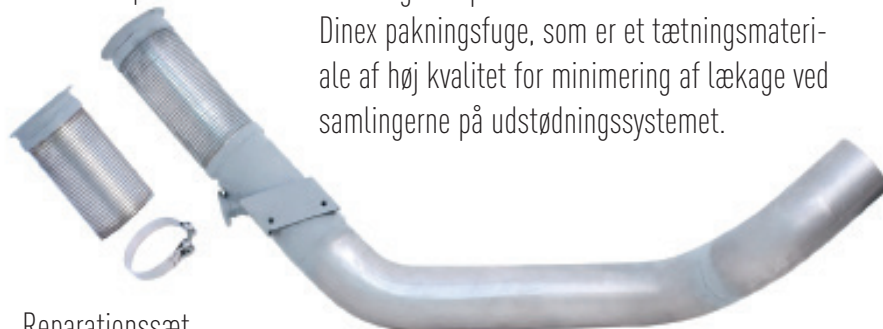 Dinex pakningsfuge, som er et tætningsmateri-
ale af høj kvalitet for minimering af lækage ved
samlingerne på udstødningssystemet.
Reparationssæt